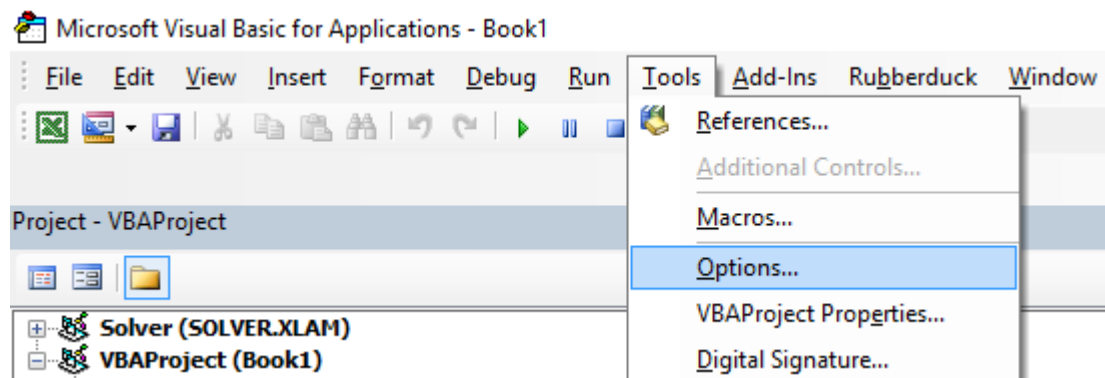 Microsoft Visual Basic for Applications - Book1
File Edit View Insert Format Debug Run Tools Add-Ins Rubberduck Window
References...
Additional Controls...
Project - VBAProject
Macros...
Options...
VBAProject Properties...
Solver (SOLVER.XLAM)
VBAProject (Book1)
Digital Signature...